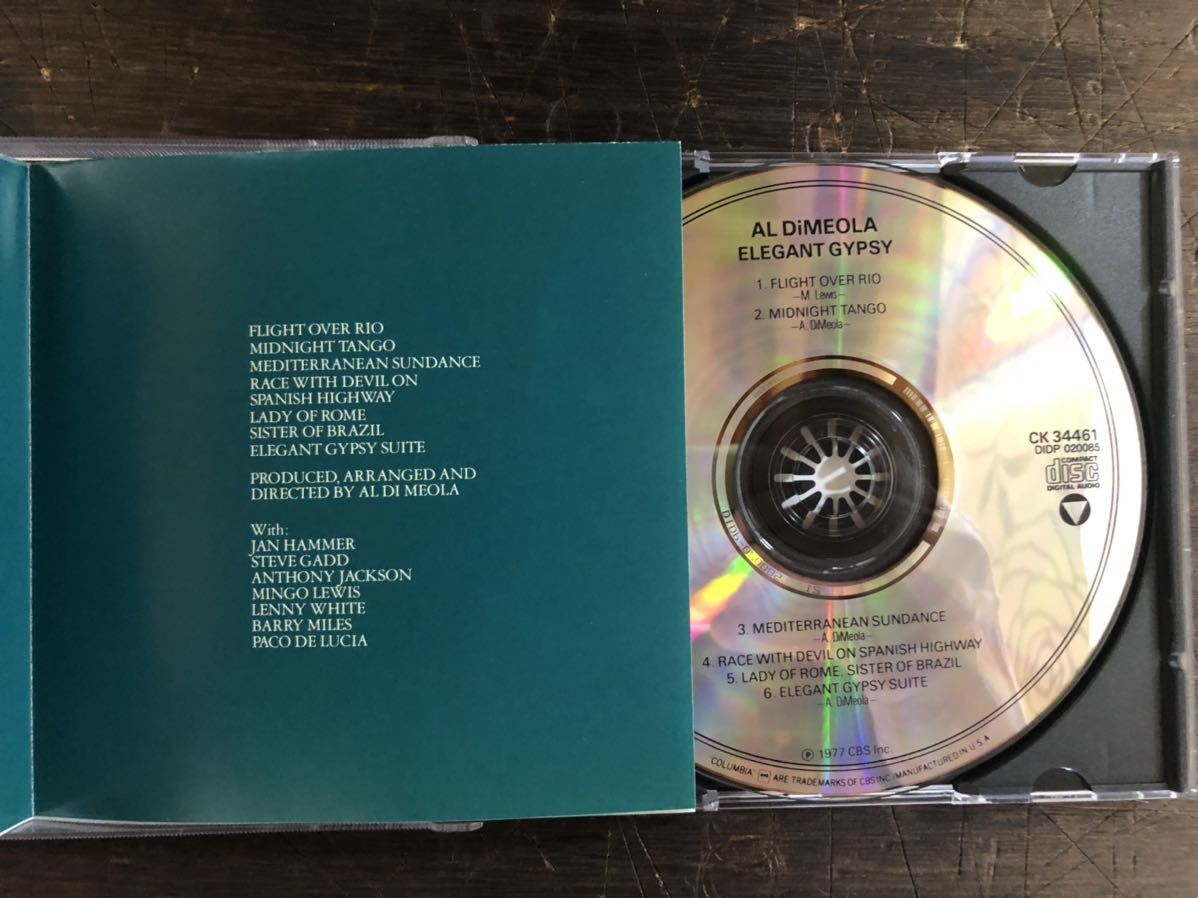 FLIGHT OVER RIO
MIDNIGHT TANGO
MEDITERRANEAN SUNDANCE
RACE WITH DEVIL ON
SPANISH HIGHWAY
LADY OF ROME
SISTER OF BRAZIL
ELEGANT GYPSY SUITE
PRODUCED, ARRANGED AND
DIRECTED BY AL DI MEOLA
With:
JAN HAMMER
STEVE GADD
ANTHONY JACKSON
MINGO LEWIS
LENNY WHITE
BARRY MILES
PACO DE LUCIA
AL DiMEOLA
ELEGANT GYPSY
1. FLIGHT OVER RIO
—M. Lewis—
2. MIDNIGHT TANGO
—A. DiMeola—
CK 34461
DIDP 020085
COMPACT
disc
DIGITAL AUDIO
3. MEDITERRANEAN SUNDANCE
—A. DiMeola—
4. RACE WITH DEVIL ON SPANISH HIGHWAY
5. LADY OF ROME, SISTER OF BRAZIL
6. ELEGANT GYPSY SUITE
—A. DiMeola—
℗ 1977 CBS Inc.
"COLUMBIA," ARE TRADEMARKS OF CBS INC./MANUFACTURED IN U.S.A.